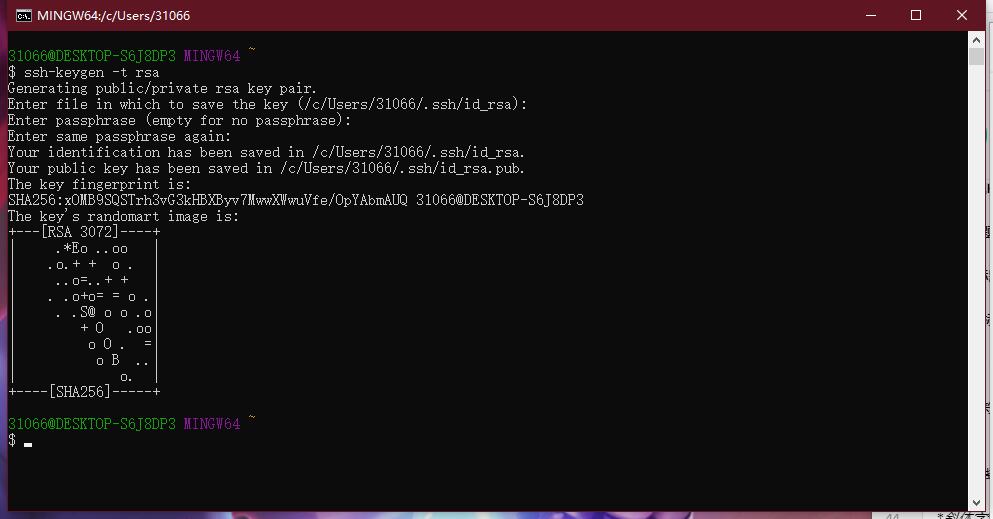 MINGW64:/c/Users/31066
31066@DESKTOP-S6J8DP3 MINGW64 ~
$ ssh-keygen -t rsa
Generating public/private rsa key pair.
Enter file in which to save the key (/c/Users/31066/.ssh/id_rsa):
Enter passphrase (empty for no passphrase):
Enter same passphrase again:
Your identification has been saved in /c/Users/31066/.ssh/id_rsa.
Your public key has been saved in /c/Users/31066/.ssh/id_rsa.pub.
The key fingerprint is:
SHA256:xOMB9SQSTrh3vG3kHBXByv7MwwXWwuVfe/OpYAbmAUQ 31066@DESKTOP-S6J8DP3
The key's randomart image is:
+---[RSA 3072]----+
|     .*Eo ..oo   |
|    .o.+ +  o .  |
|     ..o=..+ +   |
|    . .o+o= = o .|
|     . .S@ o o .o|
|        + O   .oo|
|         o O .  =|
|          o B  ..|
|             o.  |
+----[SHA256]-----+
31066@DESKTOP-S6J8DP3 MINGW64 ~
$
44